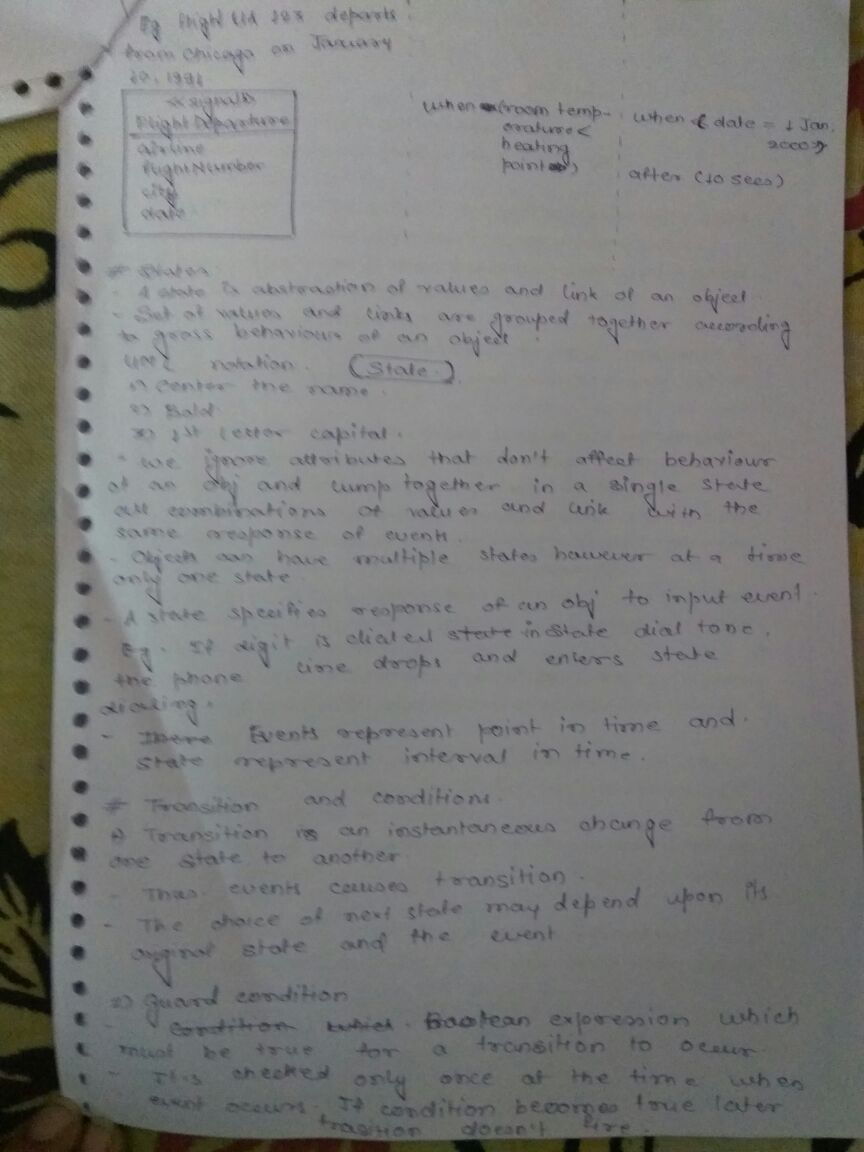 Eg flight UA 123 departs
from Chicago on January
10, 1991
<<signal>>
FlightDeparture
airline
flightNumber
city
date
when (room temp-
erature <
heating
point)
when ( date = 1 Jan.
2000)
after (10 secs)
# States
- A state is abstraction of values and link of an object.
- Set of values and links are grouped together according
to gross behaviour of an object.
UML notation. (State.)
1) Center the name.
2) Bold
3) 1st letter capital.
- we ignore attributes that don't affect behaviour
of an obj and lump together in a single state
all combinations of values and link with the
same response of events.
- Objects can have multiple states however at a time
only one state.
- A state specifies response of an obj to input event.
Eg. If digit is dialed state in state dial tone,
the phone line drops and enters state
dialing.
- There Events represent point in time and.
state represent interval in time.
# Transition and conditions.
1) Transition is an instantaneous change from
one state to another.
- Thus events causes transition.
- The choice of next state may depend upon its
orginal state and the event
2) Guard condition
- Condition which. Boolean expression which
must be true for a transition to occur.
- It is checked only once at the time when
event occurs. If condition becomes true later
trasition doesn't fire.